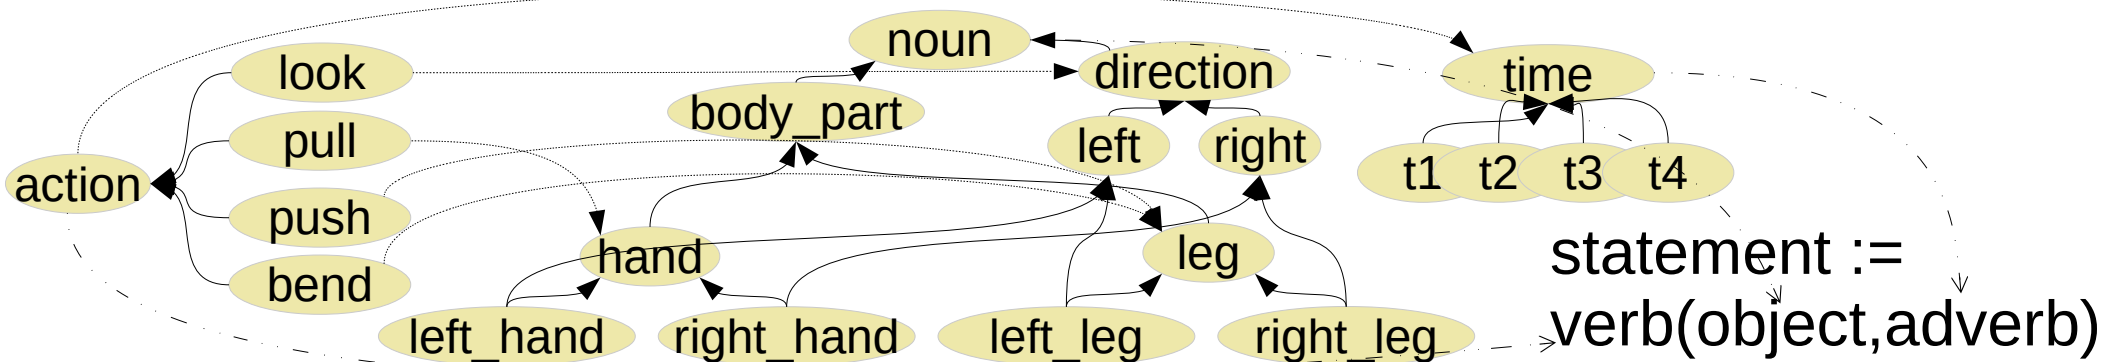 noun
look
direction
time
body_part
pull
left
right
t1
t2
t3
t4
action
push
hand
leg
statement :=
bend
left_hand
right_hand
left_leg
right_leg
verb(object,adverb)